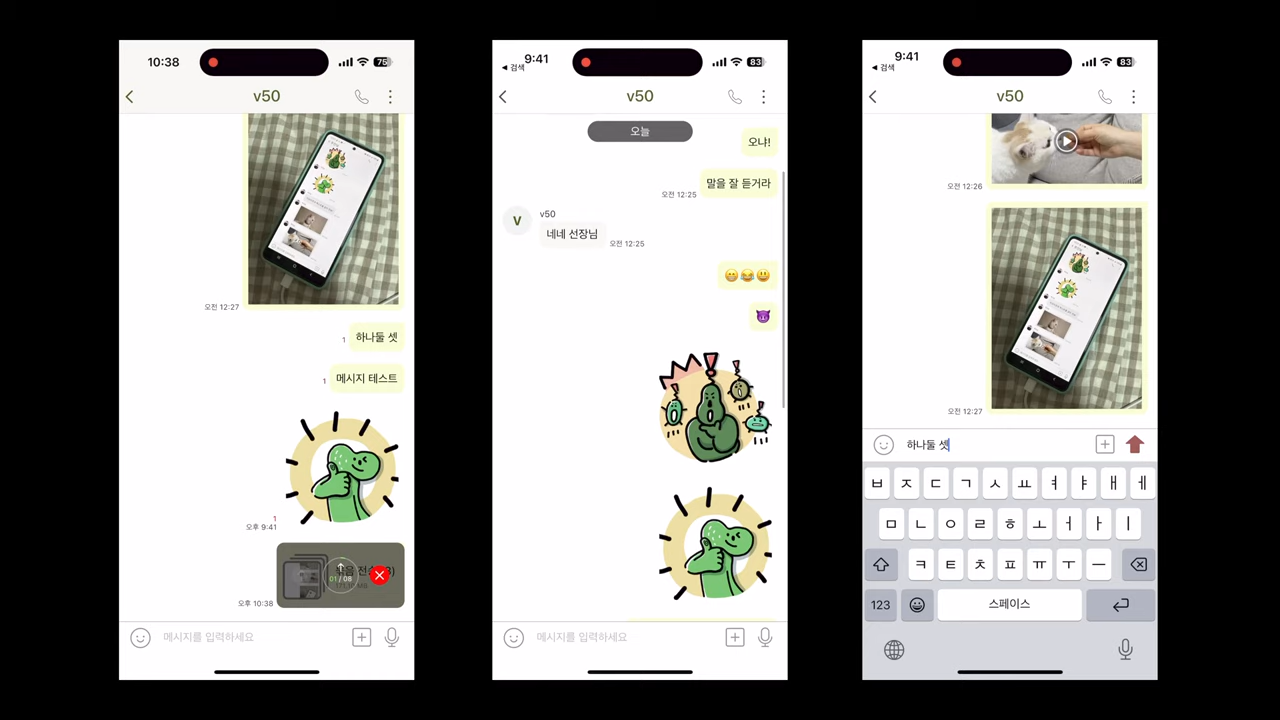 10:38
75
v50
오전 12:27
1
하나둘 셋
1
메시지 테스트
1
오후 9:41
01 / 08
오후 10:38
메시지를 입력하세요
9:41
검색
83
v50
오늘
오냐!
말을 잘 듣거라
오전 12:25
V
v50
네네 선장님
오전 12:25
메시지를 입력하세요
9:41
검색
83
v50
오전 12:26
오전 12:27
하나둘 셋
ㅂ ㅈ ㄷ ㄱ ㅅ ㅛ ㅕ ㅑ ㅐ ㅔ
ㅁ ㄴ ㅇ ㄹ ㅎ ㅗ ㅓ ㅏ ㅣ
ㅋ ㅌ ㅊ ㅍ ㅠ ㅜ ㅡ
123
스페이스